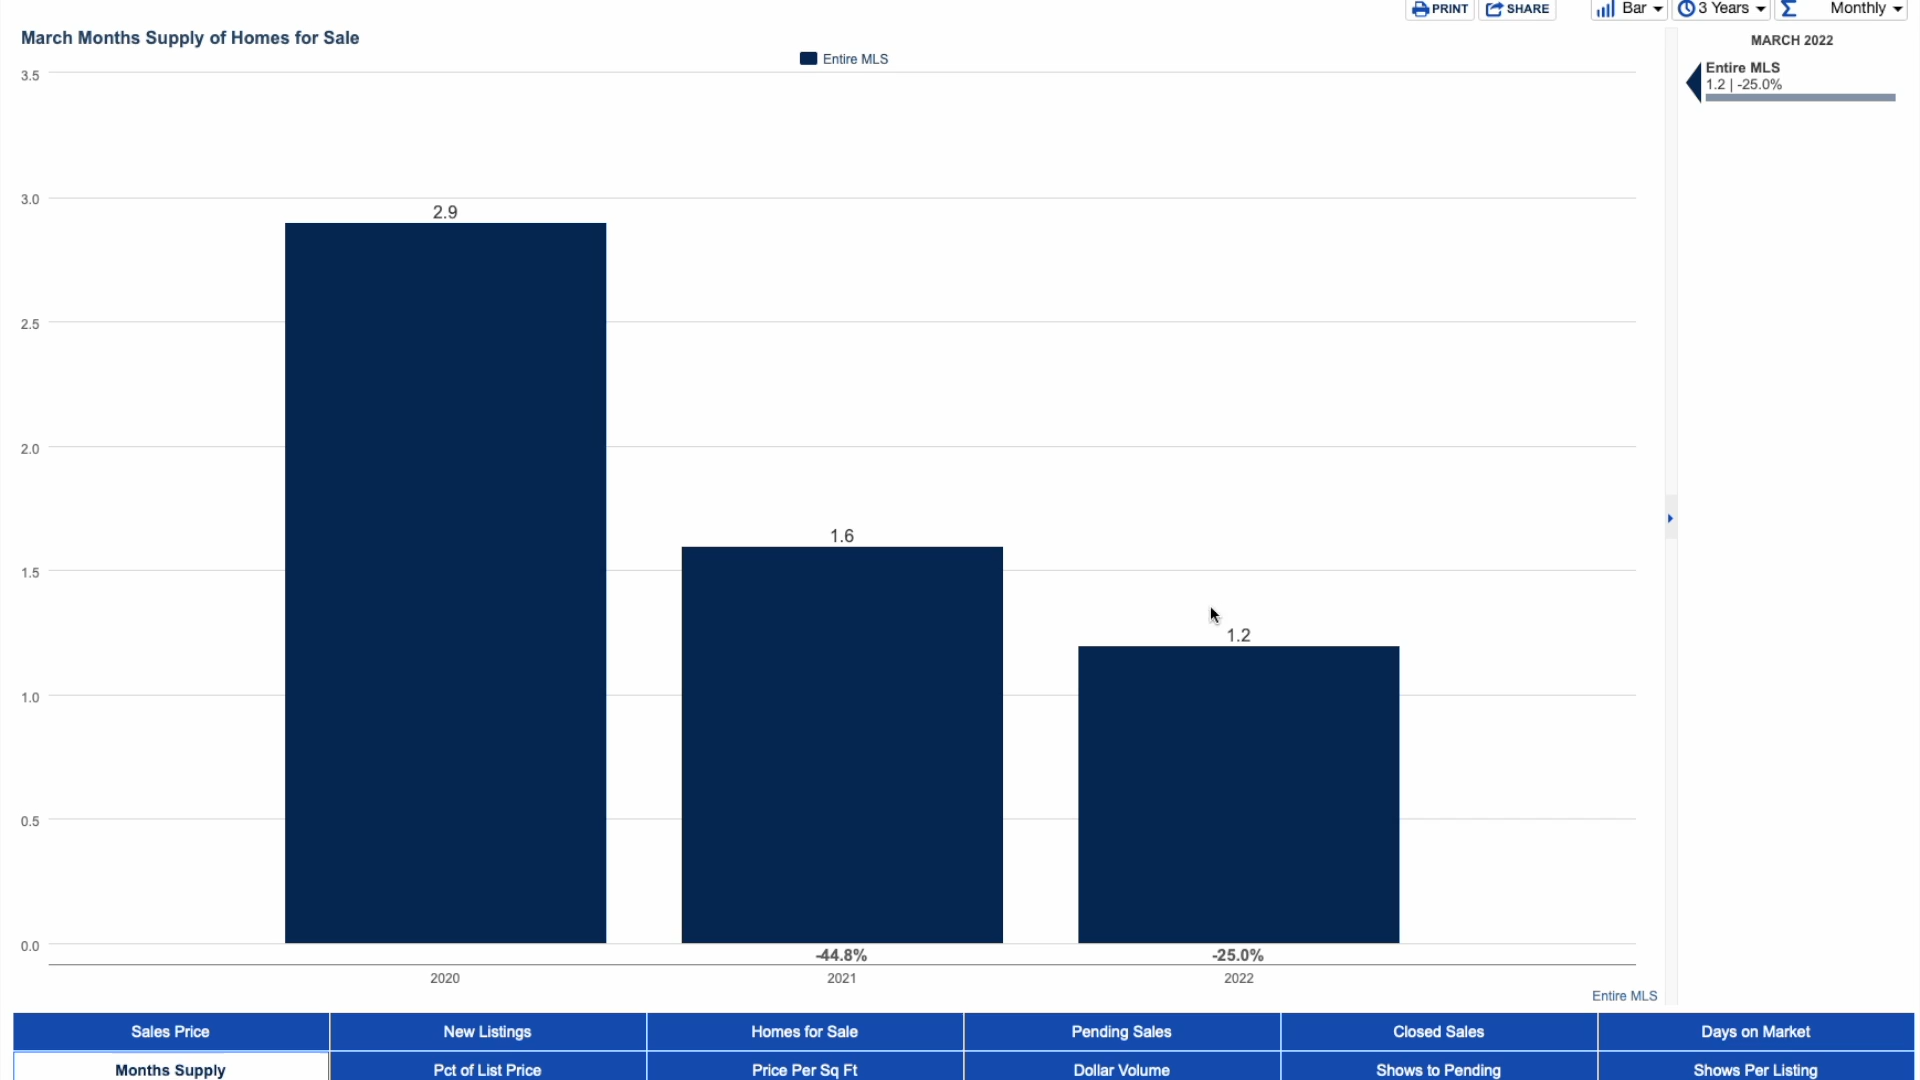 PRINT SHARE Bar 3 Years Monthly
March Months Supply of Homes for Sale
MARCH 2022
Entire MLS
Entire MLS
1.2 | -25.0%
3.5
3.0
2.9
2.5
2.0
1.6
1.5
1.2
1.0
0.5
0.0
-44.8% -25.0%
2020 2021 2022
Entire MLS
Sales Price New Listings Homes for Sale Pending Sales Closed Sales Days on Market
Months Supply Pct of List Price Price Per Sq Ft Dollar Volume Shows to Pending Shows Per Listing